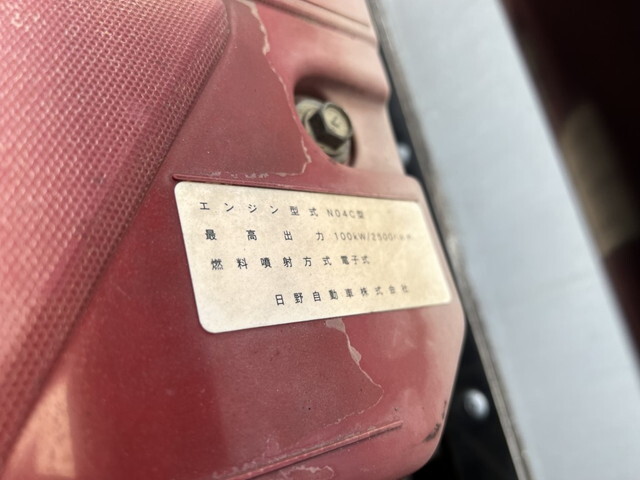 エンジン型式 N04C型
最高出力 100kW/2500
燃料噴射方式 電子式
日野自動車株式会社